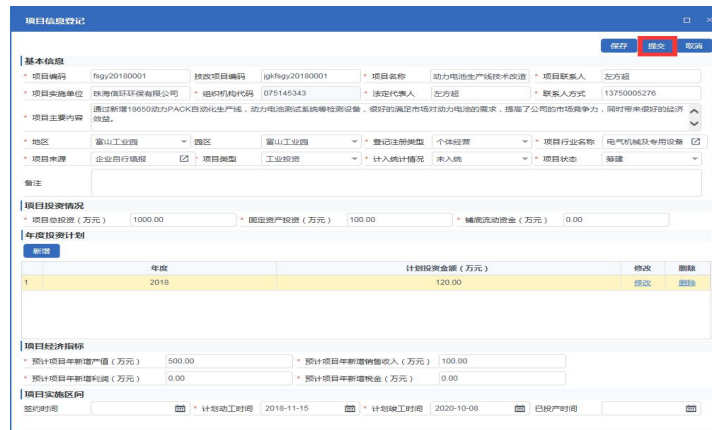 项目信息登记
保存 提交 取消
基本信息
* 项目编码 fsgy20180001 技改项目编码 jgkfsgy20180001 * 项目名称 动力电池生产线技术改造 * 项目联系人 左方超
* 项目实施单位 珠海信环环保有限公司 * 组织机构代码 075145343 * 法定代表人 左方超 * 联系方式 13750005276
* 项目主要内容 通过新增18650动力PACK自动化生产线，动力电池测试系统等检测设备，很好的满足市场对动力电池的需求，提高了公司的市场竞争力，同时带来很好的经济
效益。
* 地区 富山工业园 * 园区 富山工业园 * 登记注册类型 个体经营 * 项目行业名称 电气机械及专用设备
* 项目来源 企业自行填报 * 项目类型 工业投资 * 计入统计情况 未入统 * 项目状态 筹建
备注
项目投资情况
* 项目总投资（万元） 1000.00 * 固定资产投资（万元） 100.00 * 铺底流动资金（万元） 0.00
年度投资计划
新增
年度 计划投资金额（万元） 修改 删除
1 2018 120.00 修改 删除
项目经济指标
* 预计项目年新增产值（万元） 500.00 * 预计项目年新增销售收入（万元） 100.00
* 预计项目年新增利润（万元） 0.00 * 预计项目年新增税金（万元） 0.00
项目实施区间
签约时间 * 计划动工时间 2018-11-15 * 计划竣工时间 2020-10-08 已投产时间